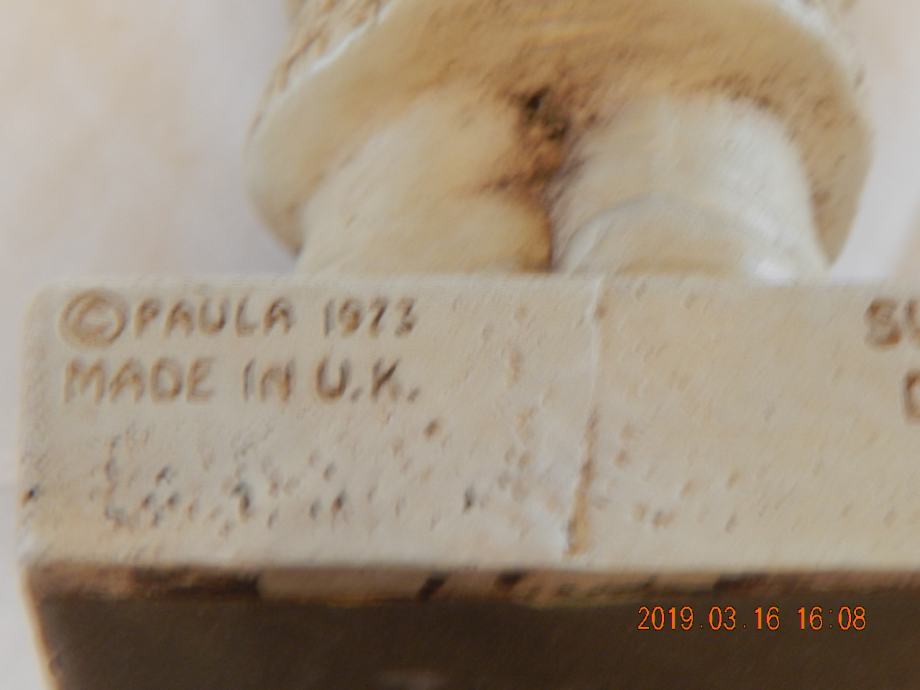 ©PAULA 1973
MADE IN U.K.
2019.03.16 16:08